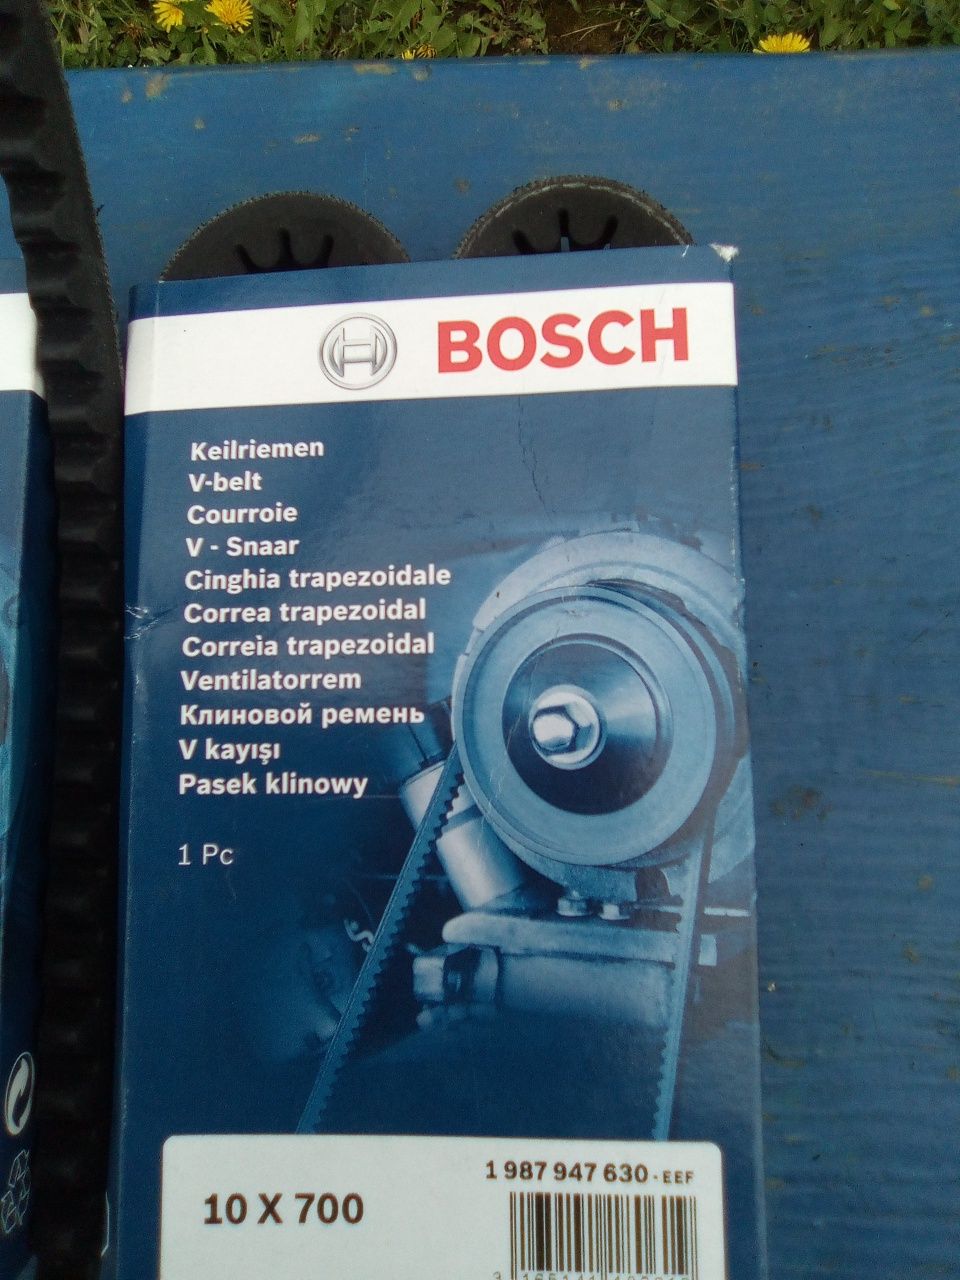 BOSCH
Keilriemen
V-belt
Courroie
V - Snaar
Cinghia trapezoidale
Correa trapezoidal
Correia trapezoidal
Ventilatorrem
Клиновой ремень
V kayışı
Pasek klinowy
1 Pc
1 987 947 630 - EEF
10 X 700